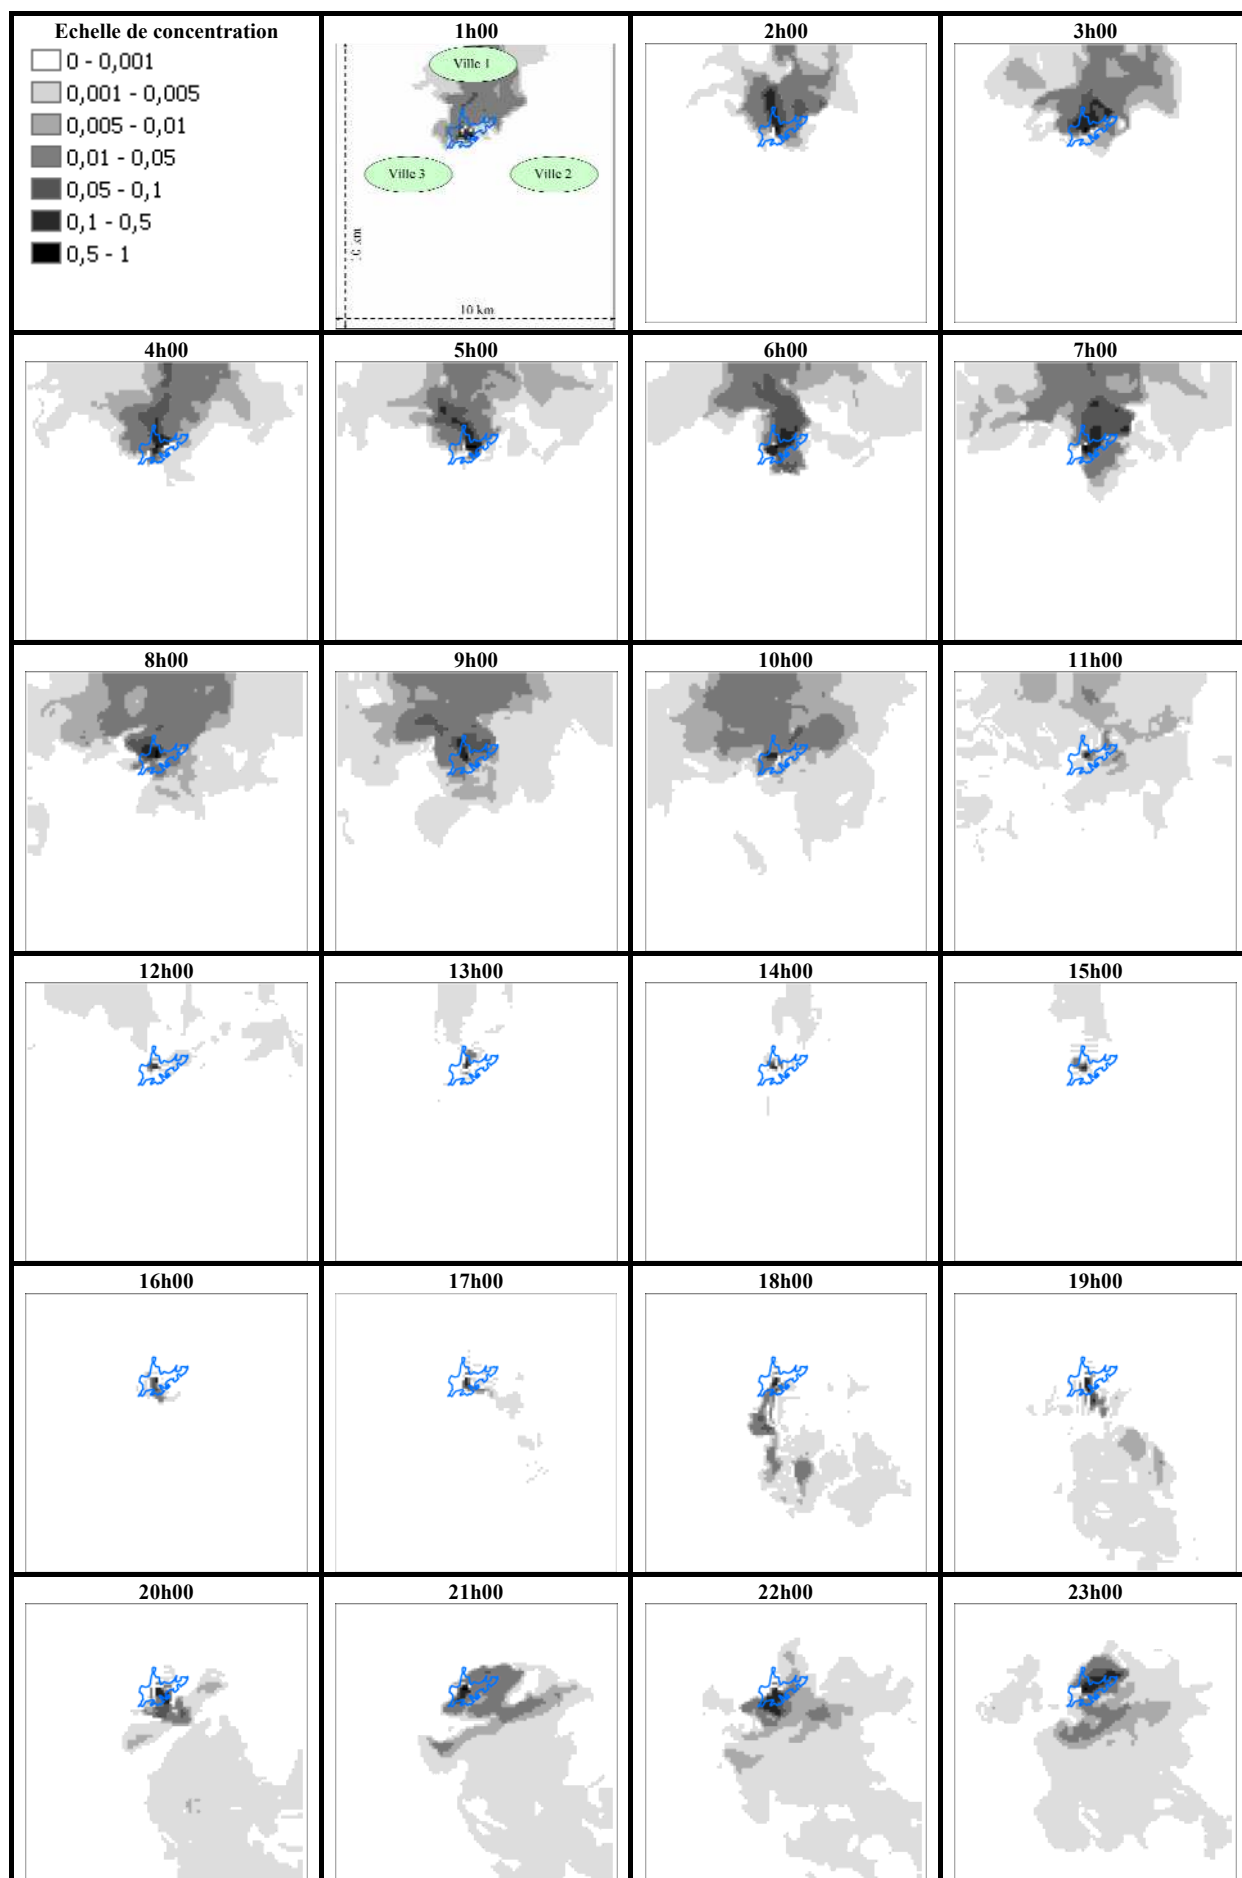 Echelle de concentration
0 - 0,001
0,001 - 0,005
0,005 - 0,01
0,01 - 0,05
0,05 - 0,1
0,1 - 0,5
0,5 - 1
1h00
Ville 1
Ville 3
Ville 2
10 km
10 km
2h00
3h00
4h00
5h00
6h00
7h00
8h00
9h00
10h00
11h00
12h00
13h00
14h00
15h00
16h00
17h00
18h00
19h00
20h00
21h00
22h00
23h00